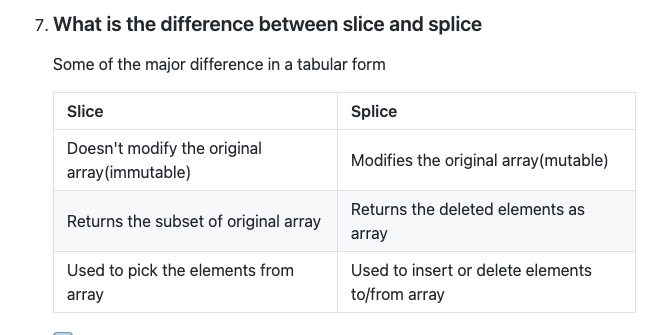 7. What is the difference between slice and splice
Some of the major difference in a tabular form
Slice
Splice
Doesn't modify the original
array(immutable)
Modifies the original array(mutable)
Returns the subset of original array
Returns the deleted elements as
array
Used to pick the elements from
array
Used to insert or delete elements
to/from array